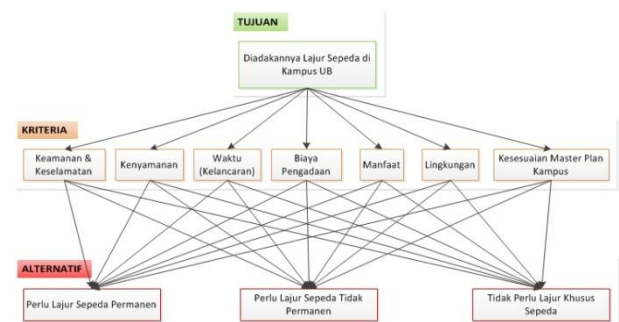 TUJUAN
Diadakannya Lajur Sepeda di
Kampus UB
KRITERIA
Keamanan &
Keselamatan
Kenyamanan
Waktu
(Kelancaran)
Biaya
Pengadaan
Manfaat
Lingkungan
Kesesuaian Master Plan
Kampus
ALTERNATIF
Perlu Lajur Sepeda Permanen
Perlu Lajur Sepeda Tidak
Permanen
Tidak Perlu Lajur Khusus
Sepeda